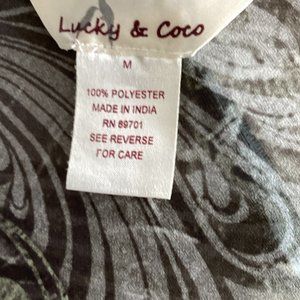 Lucky & Coco
M
100% POLYESTER
MADE IN INDIA
RN 89701
SEE REVERSE
FOR CARE